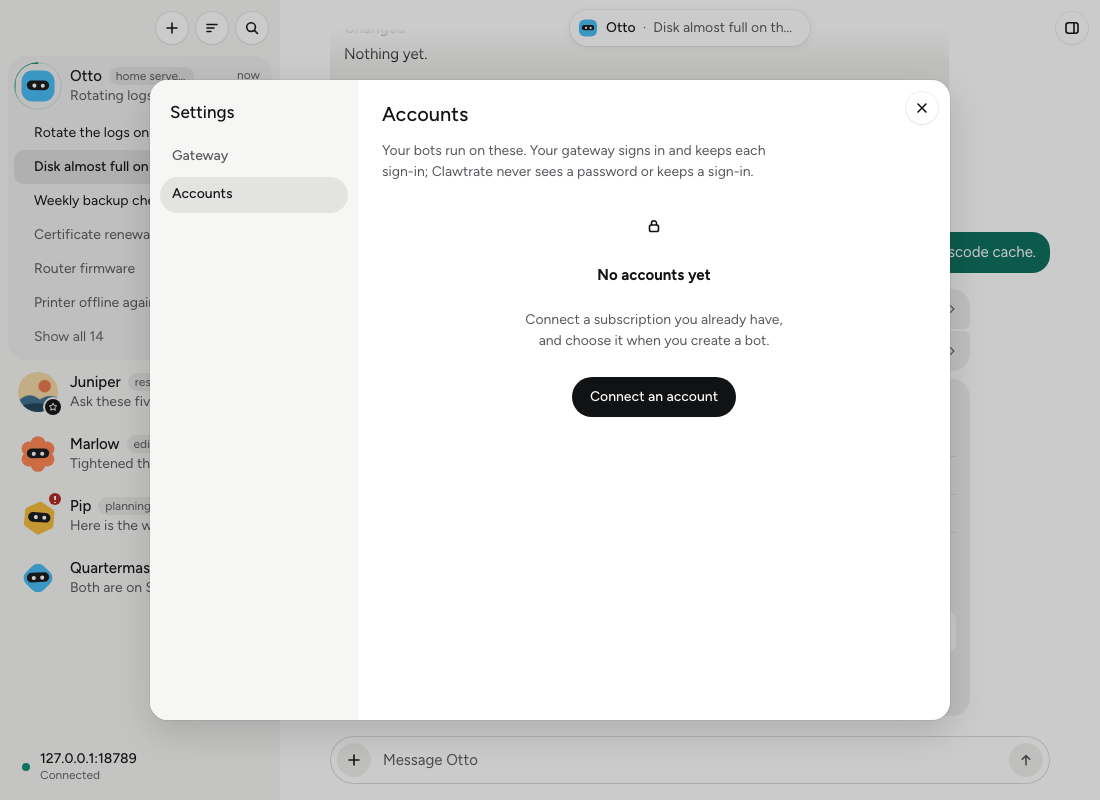 Otto home serve… now
Rotating logs
Rotate the logs on
Disk almost full on
Weekly backup che
Certificate renewa
Router firmware
Printer offline again
Show all 14
Juniper res
Ask these fiv
Marlow edi
Tightened th
Pip planning
Here is the w
Quartermas
Both are on S
127.0.0.1:18789
Connected
Changed
Nothing yet.
Otto · Disk almost full on th…
scode cache.
Message Otto
Settings
Gateway
Accounts
Accounts
Your bots run on these. Your gateway signs in and keeps each
sign-in; Clawtrate never sees a password or keeps a sign-in.
No accounts yet
Connect a subscription you already have,
and choose it when you create a bot.
Connect an account